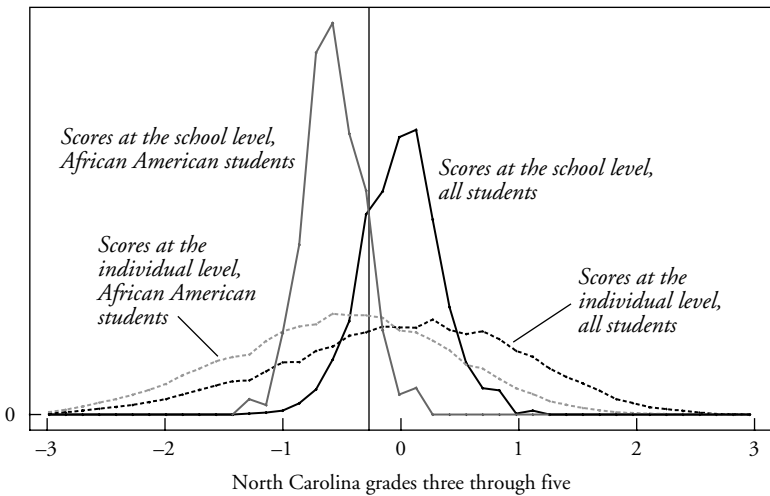 Scores at the school level,
African American students
Scores at the school level,
all students
Scores at the
individual level,
African American
students
Scores at the
individual level,
all students
0
–3
–2
–1
0
1
2
3
North Carolina grades three through five